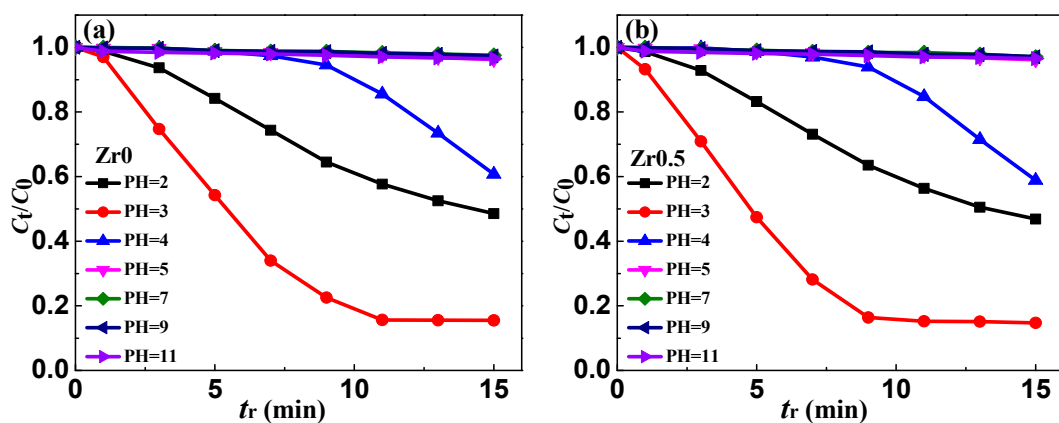 (a)
1.0
0.8
0.6
0.4
0.2
0.0
Ct/C0
Zr0
PH=2
PH=3
PH=4
PH=5
PH=7
PH=9
PH=11
0 5 10 15
tr (min)
(b)
1.0
0.8
0.6
0.4
0.2
0.0
Ct/C0
Zr0.5
PH=2
PH=3
PH=4
PH=5
PH=7
PH=9
PH=11
0 5 10 15
tr (min)